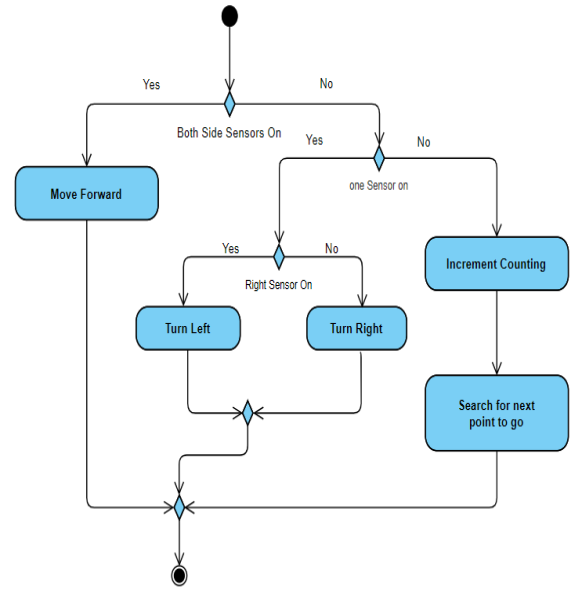 Yes
No
Both Side Sensors On
Yes
No
one Sensor on
Move Forward
Yes
No
Right Sensor On
Increment Counting
Turn Left
Turn Right
Search for next
point to go